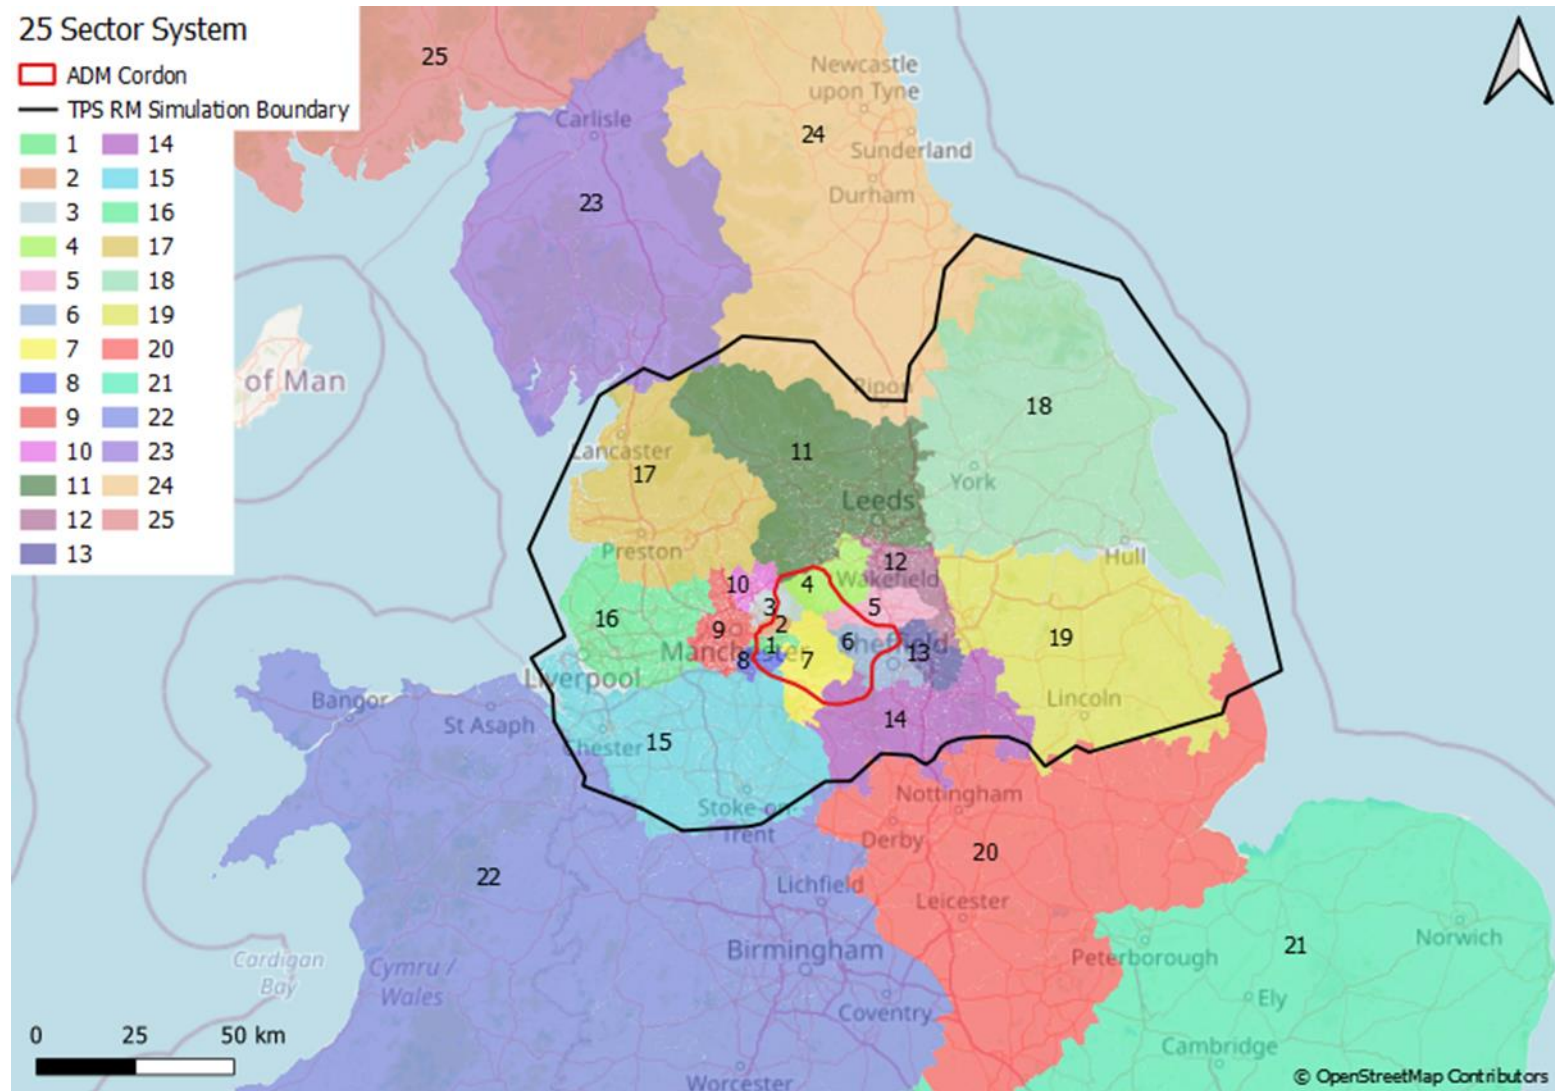 25 Sector System
ADM Cordon
TPS RM Simulation Boundary
1 14
2 15
3 16
4 17
5 18
6 19
7 20
8 21
9 22
10 23
11 24
12 25
13
25
Newcastle
upon Tyne
24
Carlisle
Sunderland
Durham
23
of Man
Ripon
18
Lancaster
17
11
York
Leeds
Preston
Hull
12
Wakefield
10
4
3
5
16
2
9
1
6
19
Manchester
8
7
Sheffield
13
Liverpool
Bangor
Lincoln
St Asaph
14
Chester
15
Stoke-on-
Trent
Nottingham
Derby
20
22
Lichfield
Leicester
Birmingham
21
Norwich
Peterborough
Cardigan
Bay
Cymru /
Wales
Ely
Coventry
Cambridge
Worcester
0 25 50 km
© OpenStreetMap Contributors